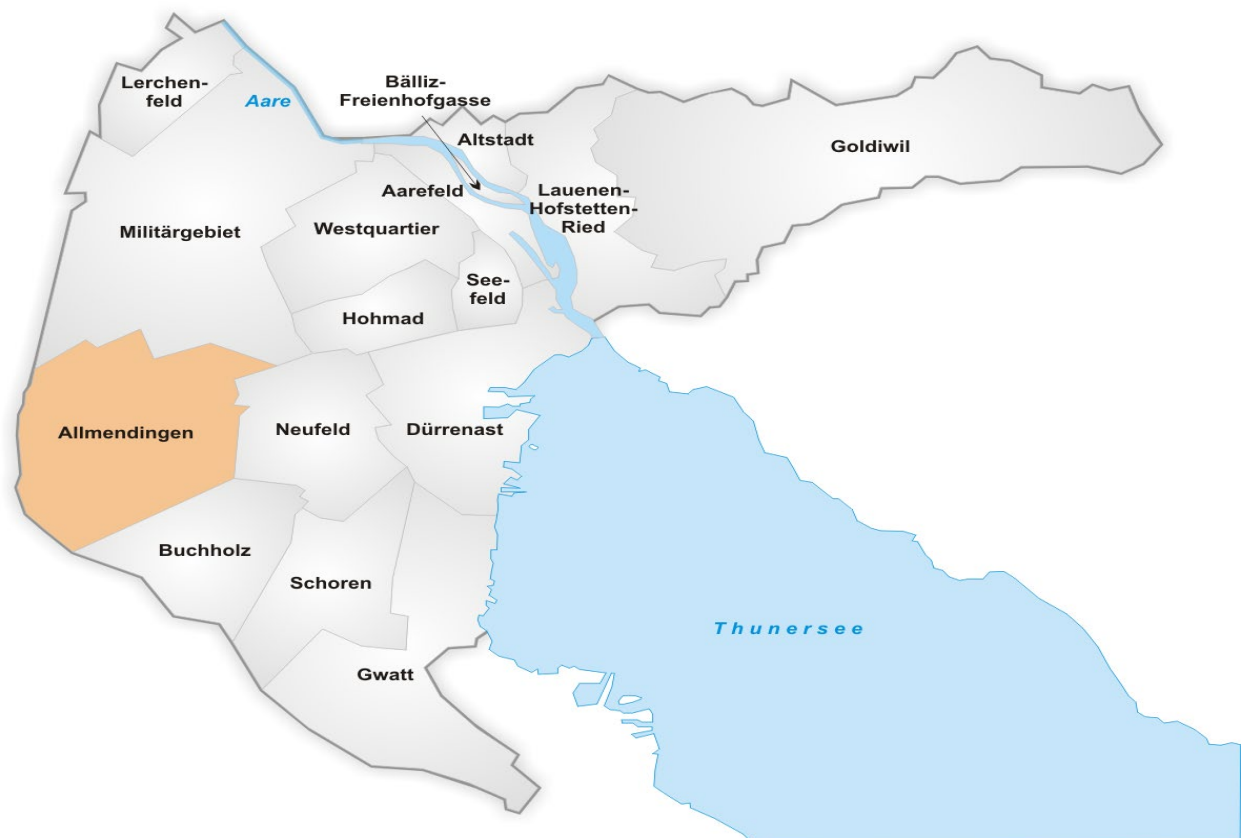 Lerchen-
feld
Aare
Bälliz-
Freienhofgasse
Altstadt
Goldiwil
Aarefeld
Lauenen-
Hofstetten-
Ried
Militärgebiet
Westquartier
See-
feld
Hohmad
Allmendingen
Neufeld
Dürrenast
Buchholz
Schoren
Thunersee
Gwatt